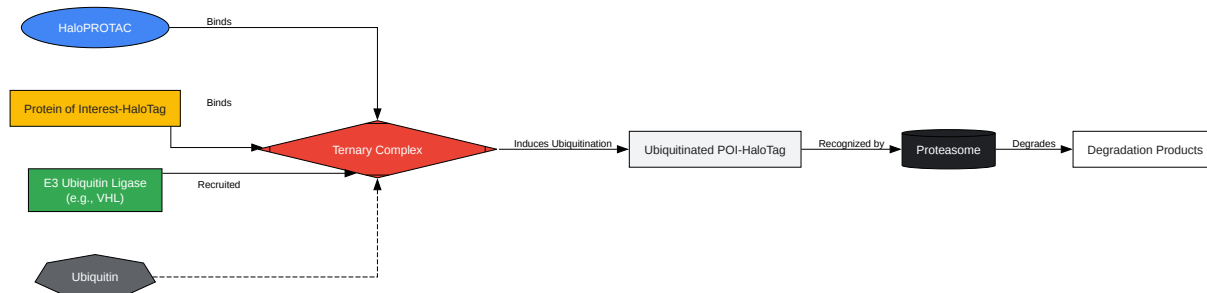 HaloPROTAC
Binds
Protein of Interest-HaloTag
Binds
Ternary Complex
Induces Ubiquitination
Ubiquitinated POI-HaloTag
Recognized by
Proteasome
Degrades
Degradation Products
E3 Ubiquitin Ligase
(e.g., VHL)
Recruited
Ubiquitin